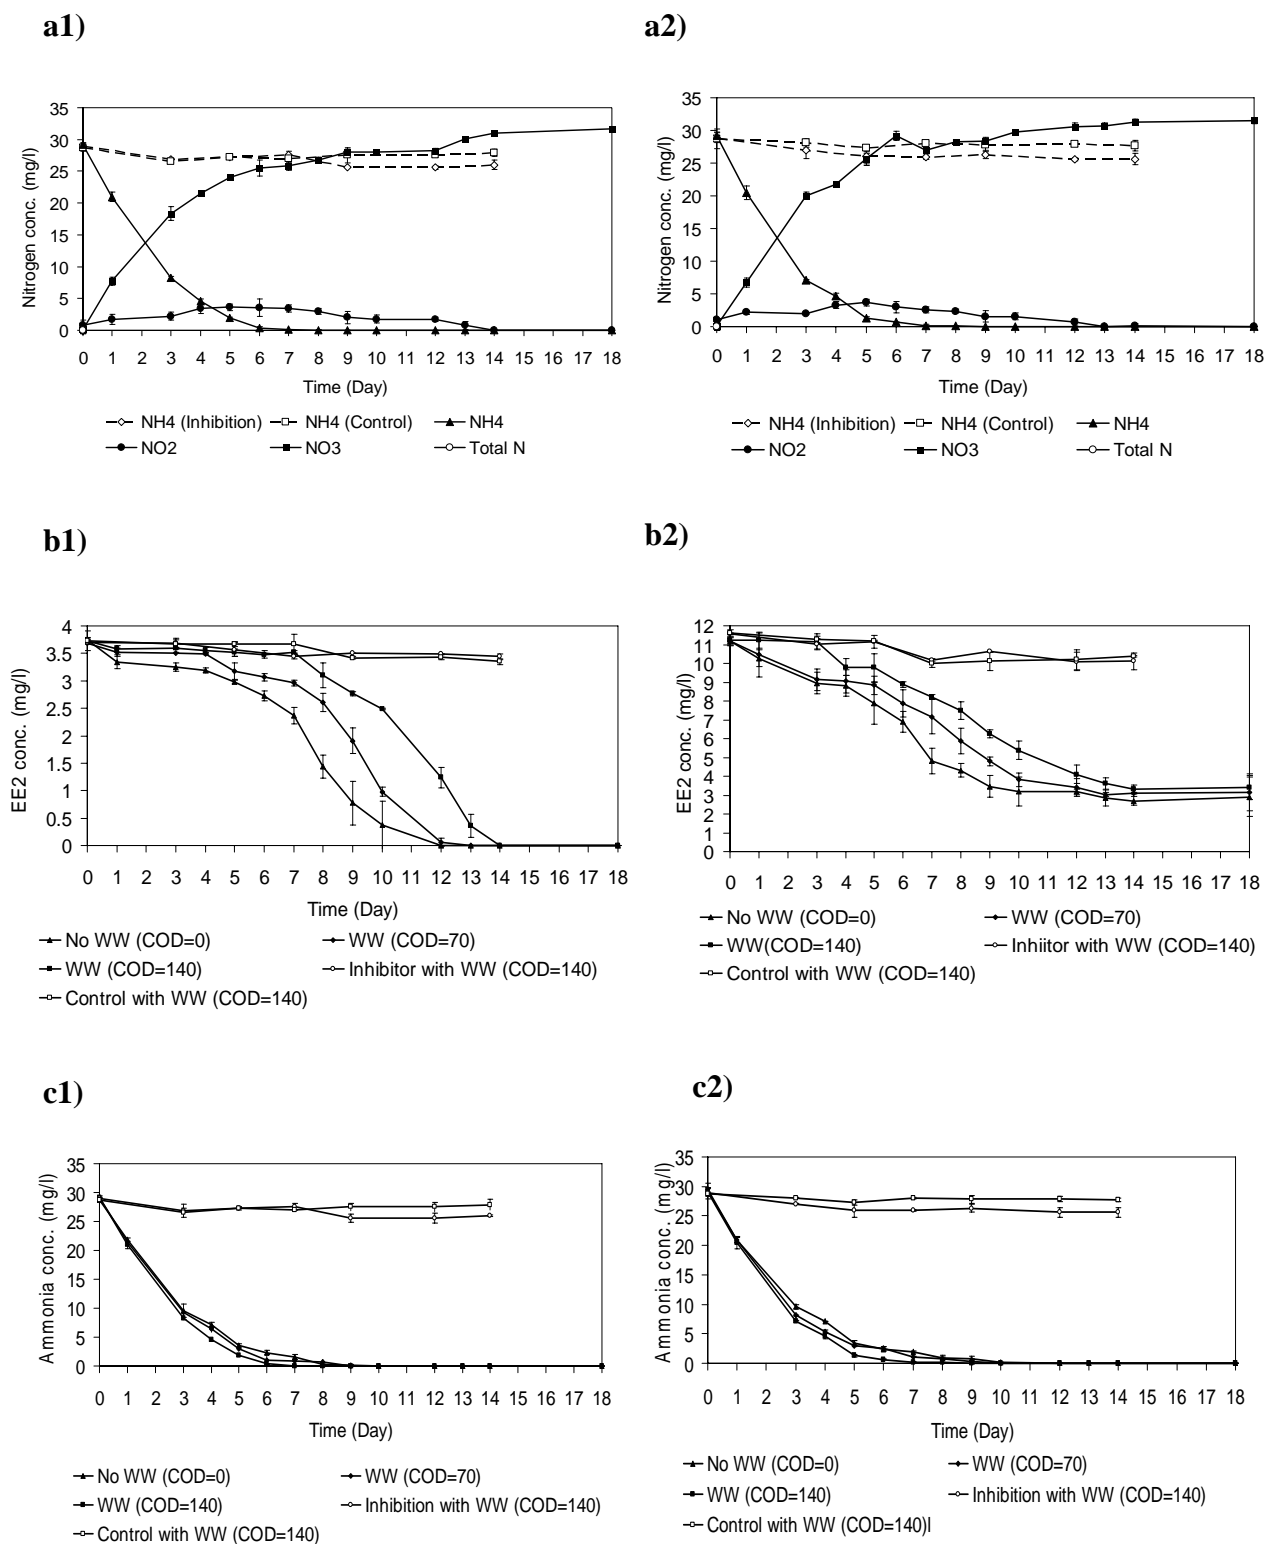 a1)
35
30
25
20
15
10
5
0
Nitrogen conc. (mg/l)
0 1 3 4 5 6 7 8 9 10 12 13 14 18
Time (Day)
NH4 (Inhibition) NH4 (Control) NH4
NO2 NO3 Total N
a2)
35
30
25
20
15
10
5
0
Nitrogen conc. (mg/l)
0 1 3 4 5 6 7 8 9 10 12 13 14 18
Time (Day)
NH4 (Inhibition) NH4 (Control) NH4
NO2 NO3 Total N
b1)
4
3.5
3
2.5
2
1.5
1
0.5
0
EE2 conc. (mg/l)
0 1 2 3 4 5 6 7 8 9 10 11 12 13 14 15 16 17 18
Time (Day)
No WW (COD=0) WW (COD=70)
WW (COD=140) Inhibitor with WW (COD=140)
Control with WW (COD=140)
b2)
12
11
10
9
8
7
6
5
4
3
2
1
0
EE2 conc. (mg/l)
0 1 2 3 4 5 6 7 8 9 10 11 12 13 14 15 16 17 18
No WW (COD=0) WW (COD=70)
WW(COD=140) Inhiitor with WW (COD=140)
Control with WW (COD=140)
c1)
35
30
25
20
15
10
5
0
Ammonia conc. (mg/l)
0 1 2 3 4 5 6 7 8 9 10 11 12 13 14 15 16 17 18
Time (Day)
No WW (COD=0) WW (COD=70)
WW (COD=140) Inhibition with WW (COD=140)
Control with WW (COD=140)
c2)
35
30
25
20
15
10
5
0
Ammonia conc. (mg/l)
0 1 2 3 4 5 6 7 8 9 10 11 12 13 14 15 16 17 18
Time (Day)
No WW (COD=0) WW (COD=70)
WW (COD=140) Inhibition with WW (COD=140)
Control with WW (COD=140)l